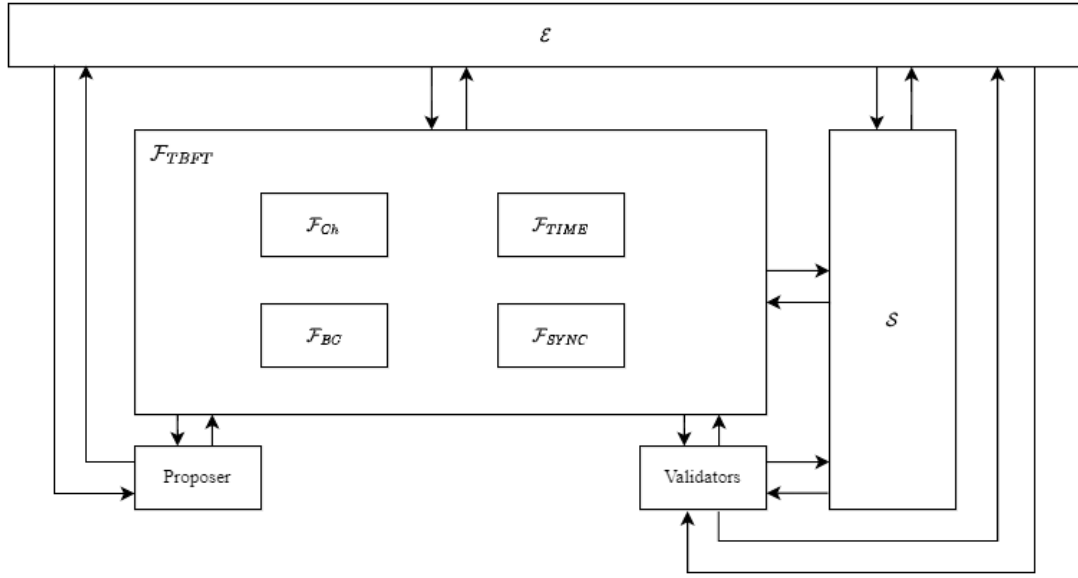 ℰ
ℱ_TBFT
ℱ_Ch
ℱ_TIME
ℱ_BC
ℱ_SYNC
𝒮
Proposer
Validators